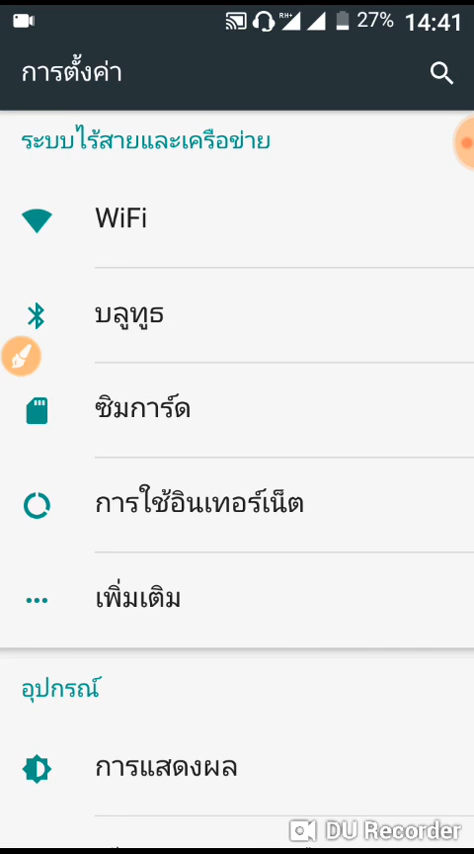 RH+ 27% 14:41
การตั้งค่า
ระบบไร้สายและเครือข่าย
WiFi
บลูทูธ
ซิมการ์ด
การใช้อินเทอร์เน็ต
เพิ่มเติม
อุปกรณ์
การแสดงผล
DU Recorder